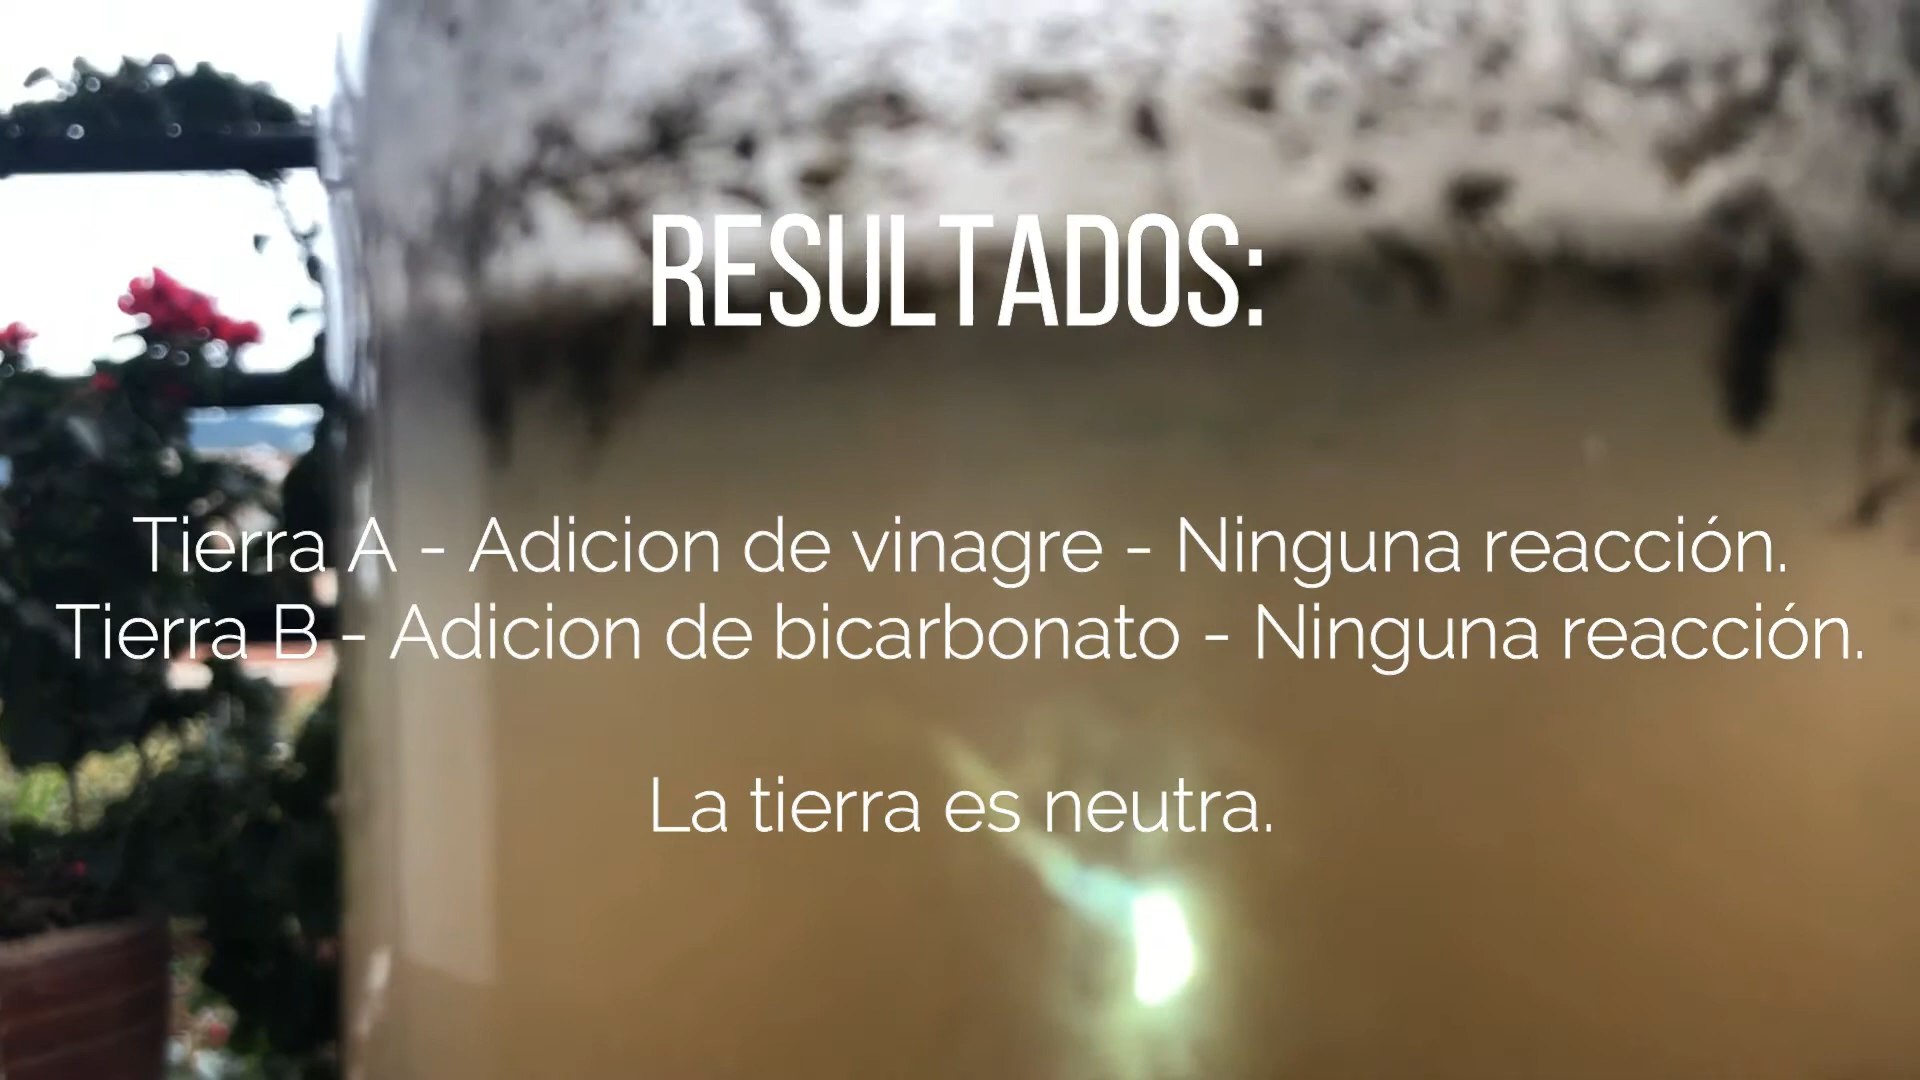 RESULTADOS:
Tierra A - Adicion de vinagre - Ninguna reacción.
Tierra B - Adicion de bicarbonato - Ninguna reacción.
La tierra es neutra.